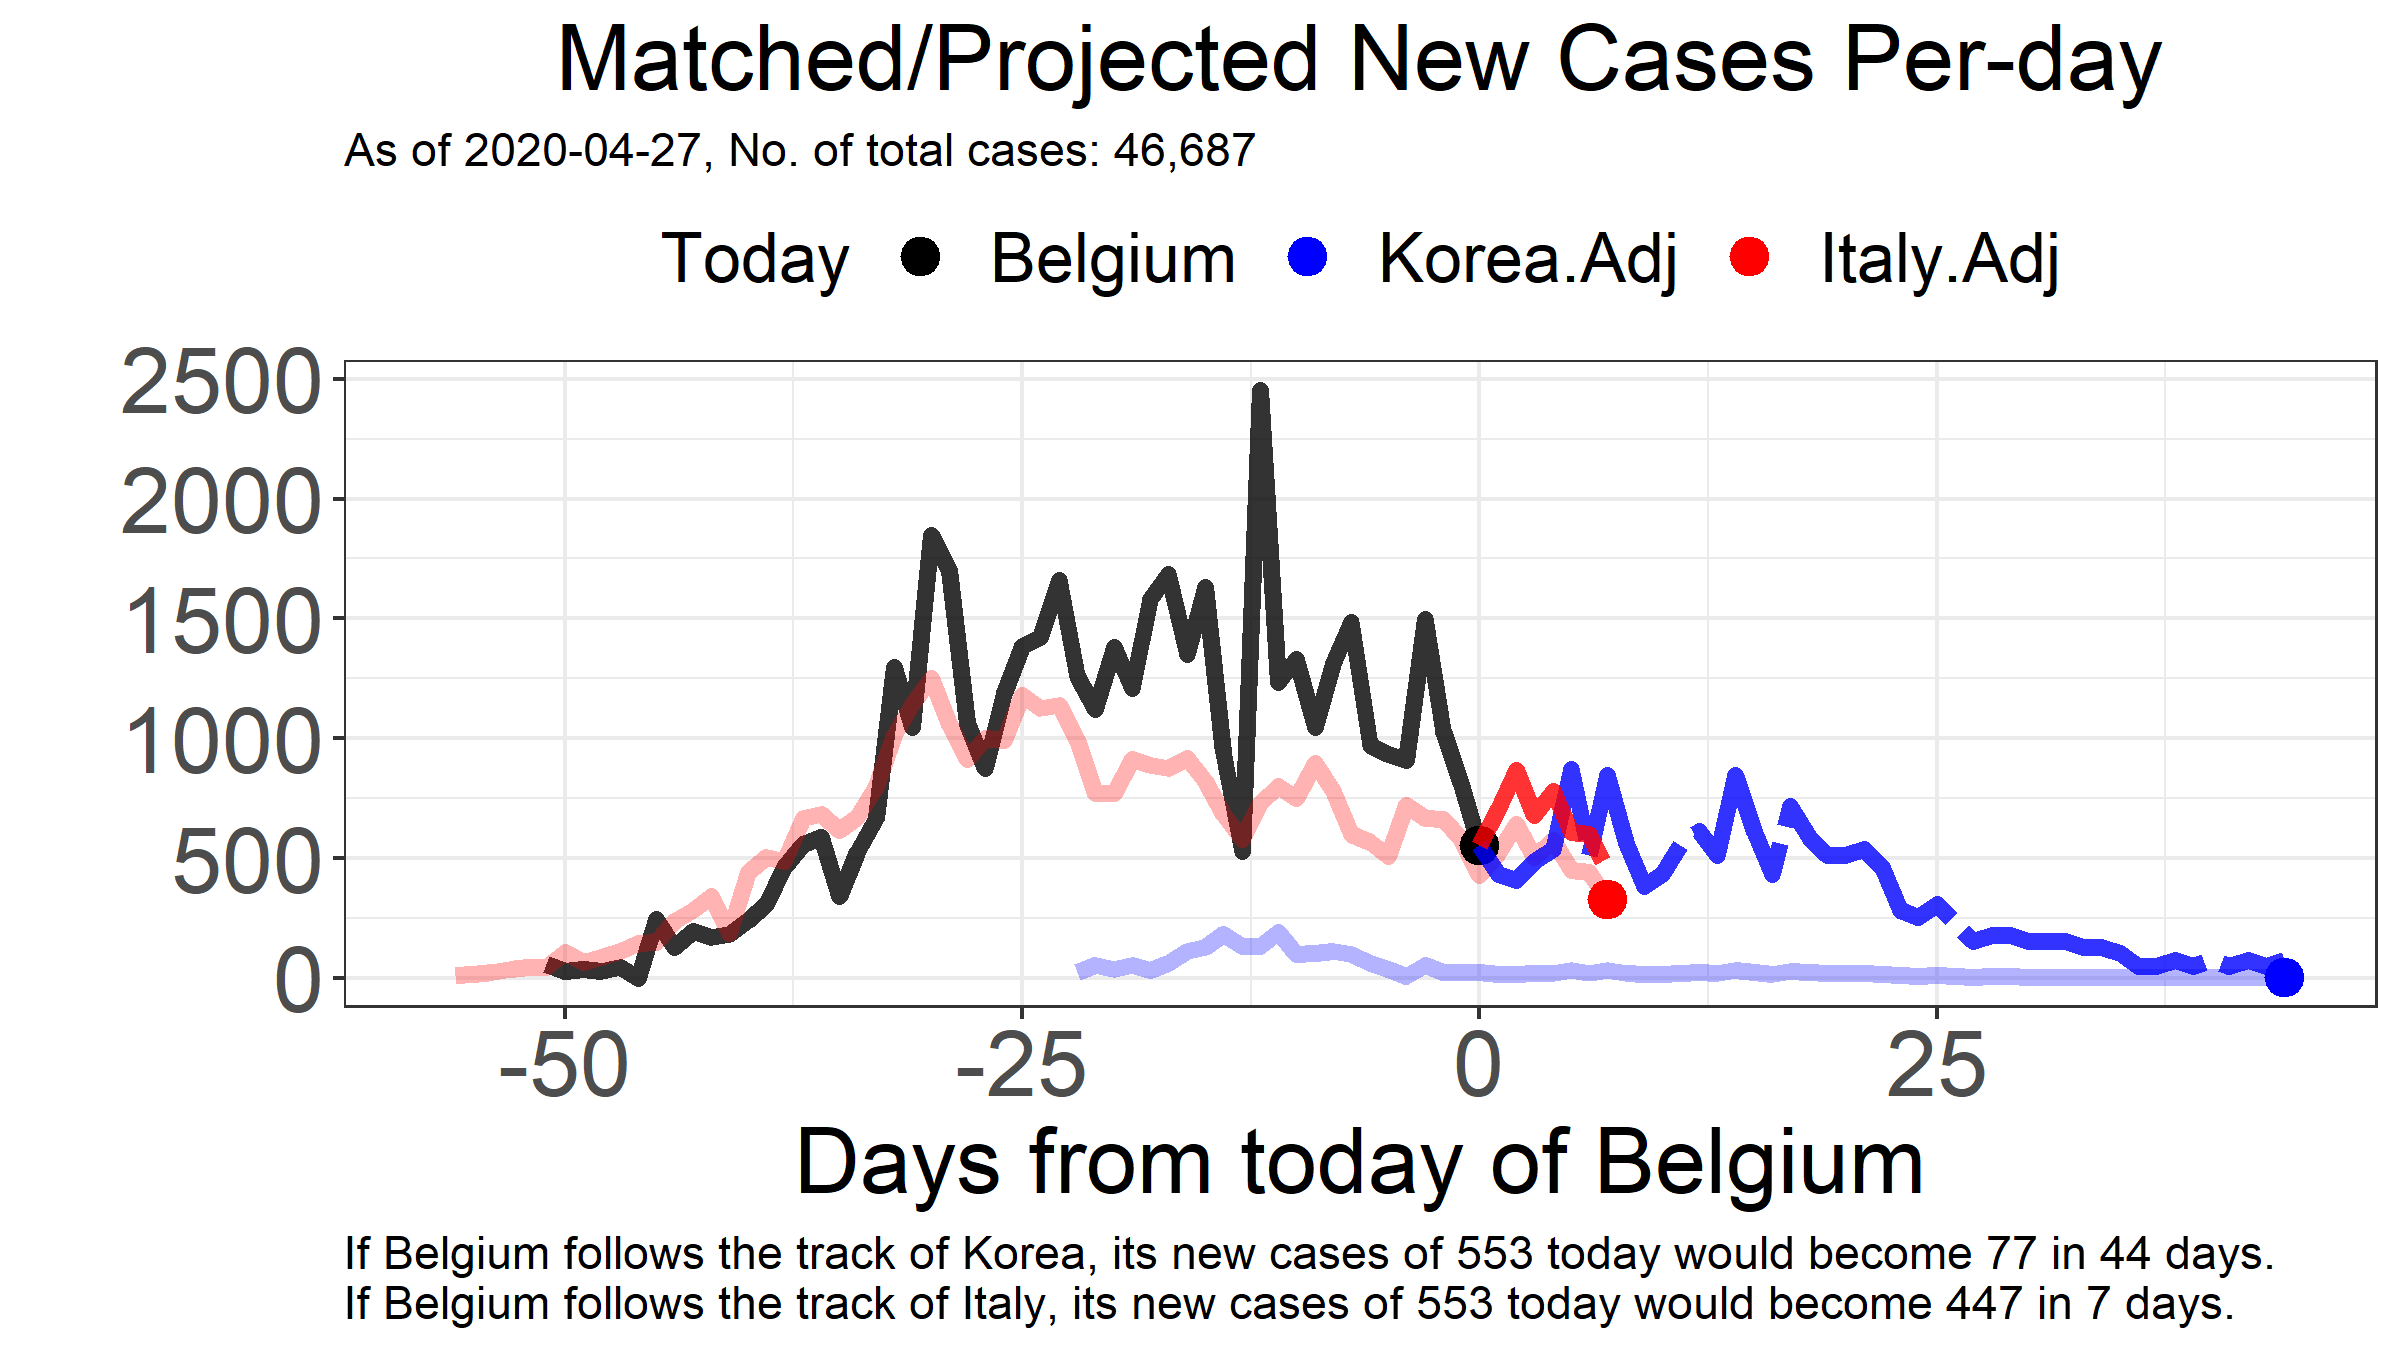 Matched/Projected New Cases Per-day
As of 2020-04-27, No. of total cases: 46,687
Today Belgium Korea.Adj Italy.Adj
2500
2000
1500
1000
500
0
-50 -25 0 25
Days from today of Belgium
If Belgium follows the track of Korea, its new cases of 553 today would become 77 in 44 days.
If Belgium follows the track of Italy, its new cases of 553 today would become 447 in 7 days.